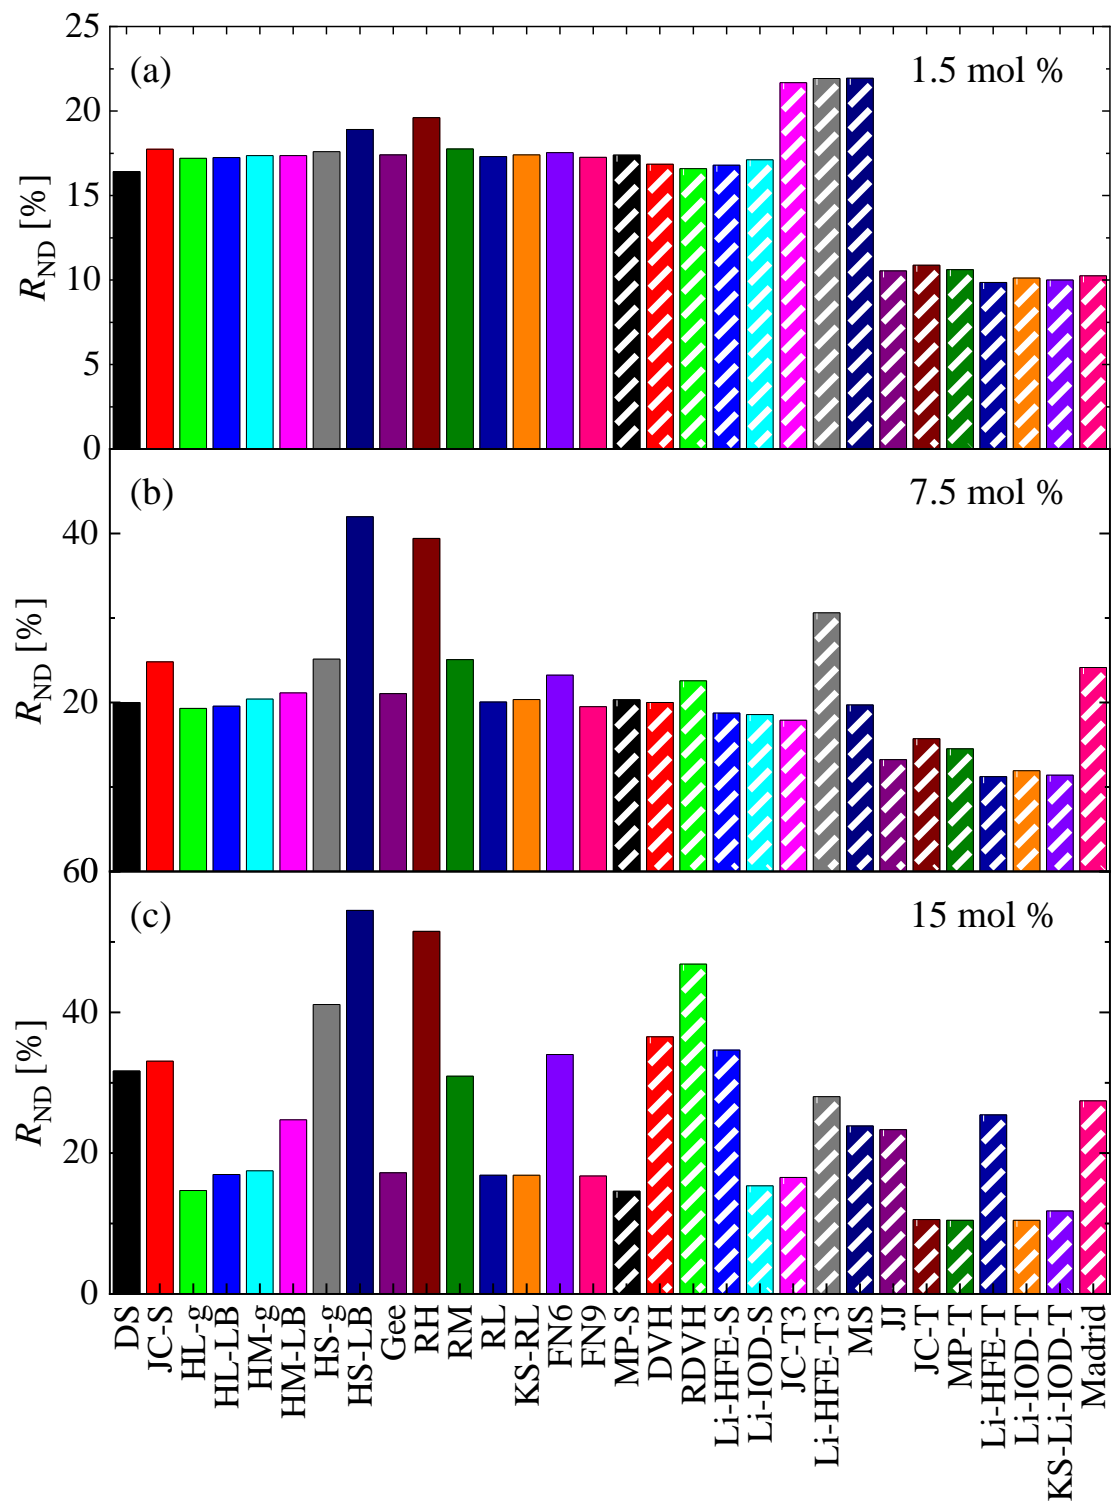 25
(a)
1.5 mol %
20
15
R_ND [%]
10
5
0
(b)
7.5 mol %
40
R_ND [%]
20
60
(c)
15 mol %
40
R_ND [%]
20
0
DS
JC-S
HL-g
HL-LB
HM-g
HM-LB
HS-g
HS-LB
Gee
RH
RM
RL
KS-RL
FN6
FN9
MP-S
DVH
RDVH
Li-HFE-S
Li-IOD-S
JC-T3
Li-HFE-T3
MS
JJ
JC-T
MP-T
Li-HFE-T
Li-IOD-T
KS-Li-IOD-T
Madrid